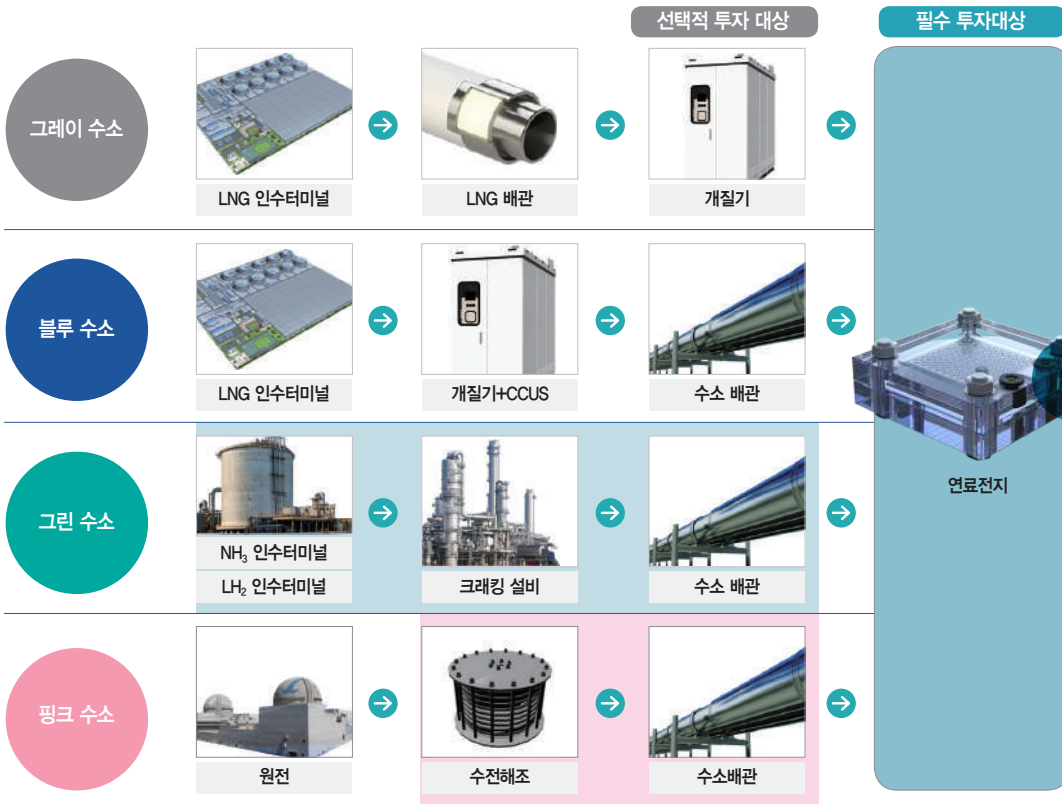 선택적 투자 대상
필수 투자대상
그레이 수소
LNG 인수터미널
LNG 배관
개질기
블루 수소
LNG 인수터미널
개질기+CCUS
수소 배관
연료전지
그린 수소
NH₃ 인수터미널
LH₂ 인수터미널
크래킹 설비
수소 배관
핑크 수소
원전
수전해조
수소배관